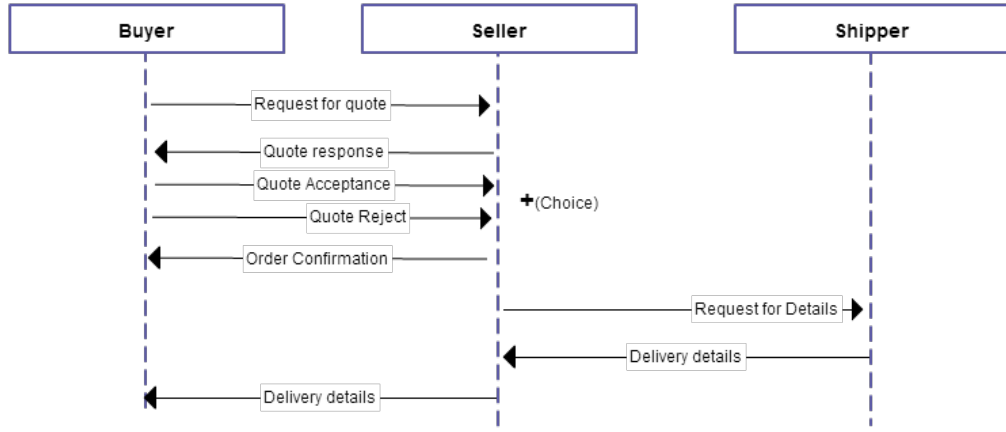 Buyer
Seller
Shipper
Request for quote
Quote response
Quote Acceptance
+(Choice)
Quote Reject
Order Confirmation
Request for Details
Delivery details
Delivery details